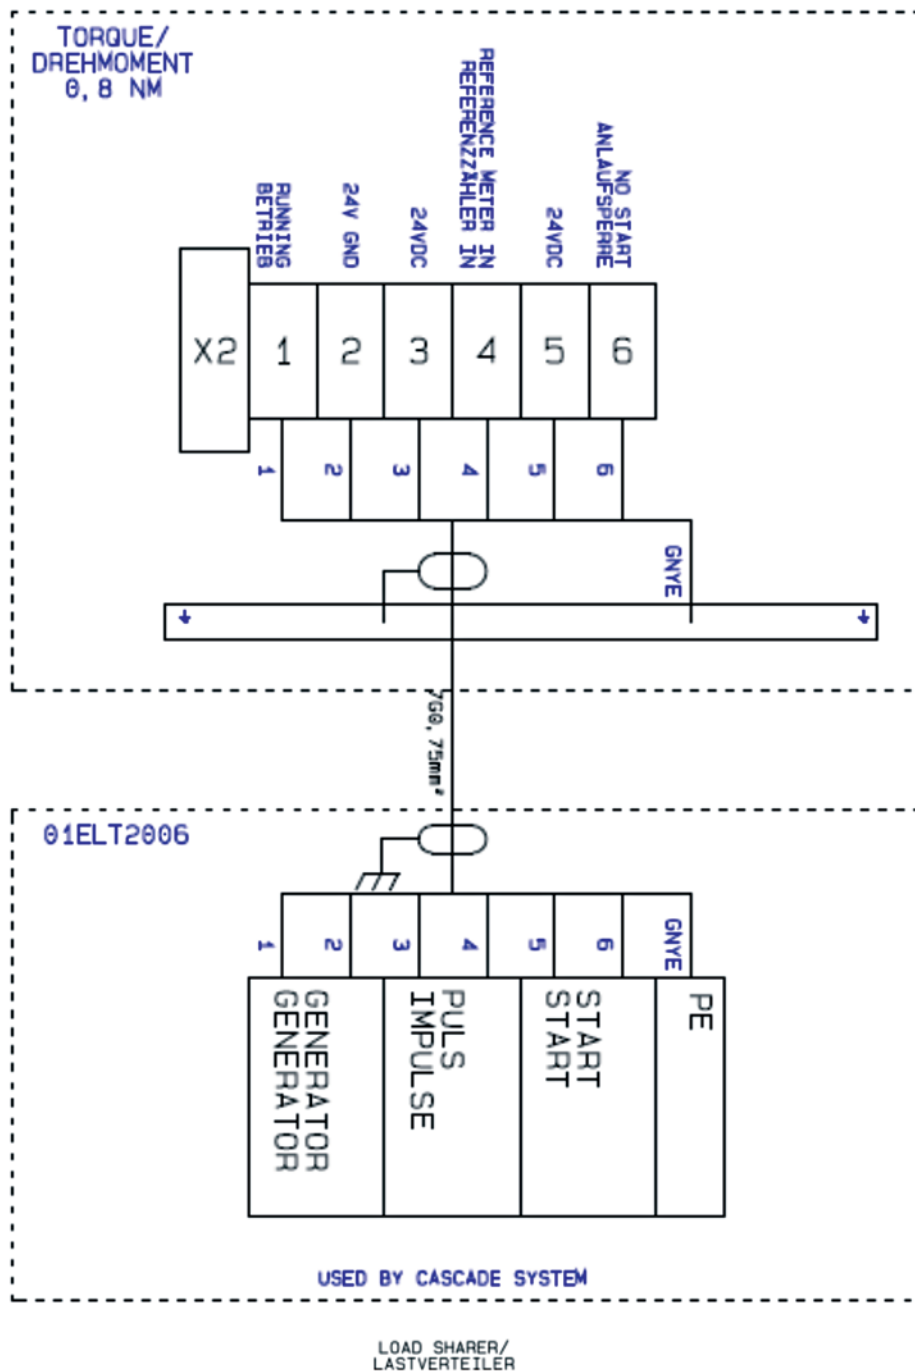 TORQUE/
DREHMOMENT
0,8 NM
RUNNING
BETRIEB
24V GND
24VDC
REFERENCE METER IN
REFERENZZÄHLER IN
24VDC
NO START
ANLAUFSPERRE
X2
1
2
3
4
5
6
1
2
3
4
5
6
GNYE
7G0,75mm²
01ELT2006
1
2
3
4
5
6
GNYE
GENERATOR
GENERATOR
PULS
IMPULSE
START
START
PE
USED BY CASCADE SYSTEM
LOAD SHARER/
LASTVERTEILER